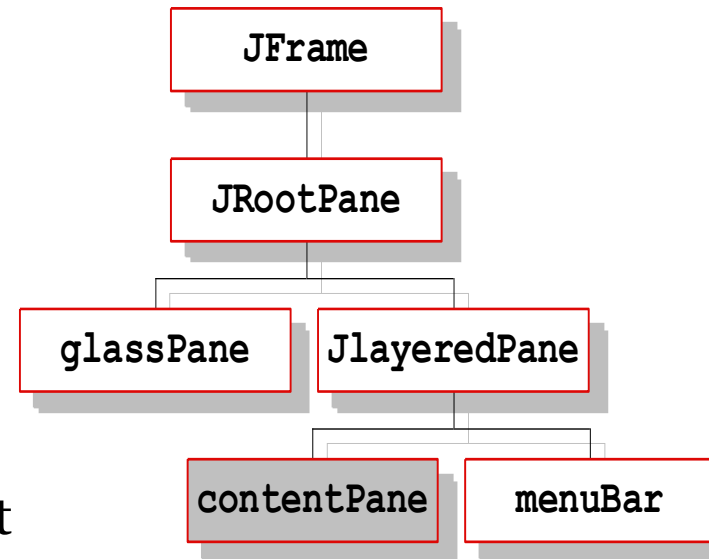 JFrame
JRootPane
glassPane
JlayeredPane
contentPane
menuBar
t